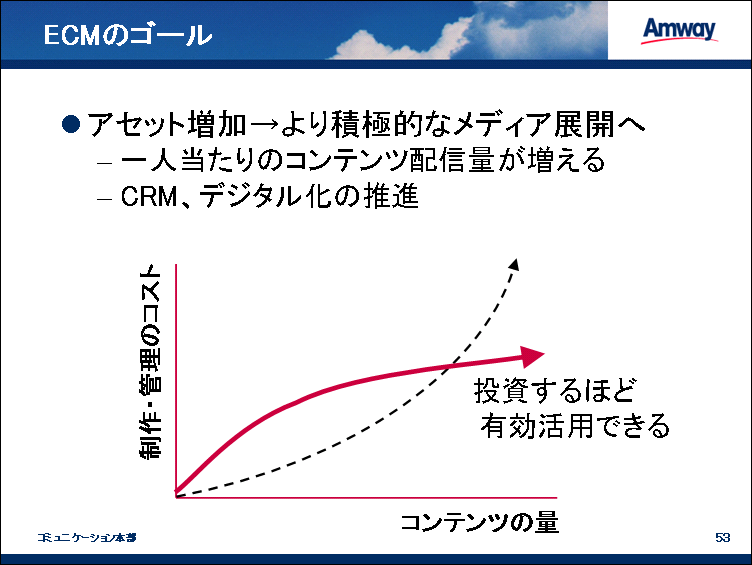 ECMのゴール
Amway
アセット増加→より積極的なメディア展開へ
– 一人当たりのコンテンツ配信量が増える
– CRM、デジタル化の推進
制作・管理のコスト
投資するほど
有効活用できる
コンテンツの量
コミュニケーション本部
53